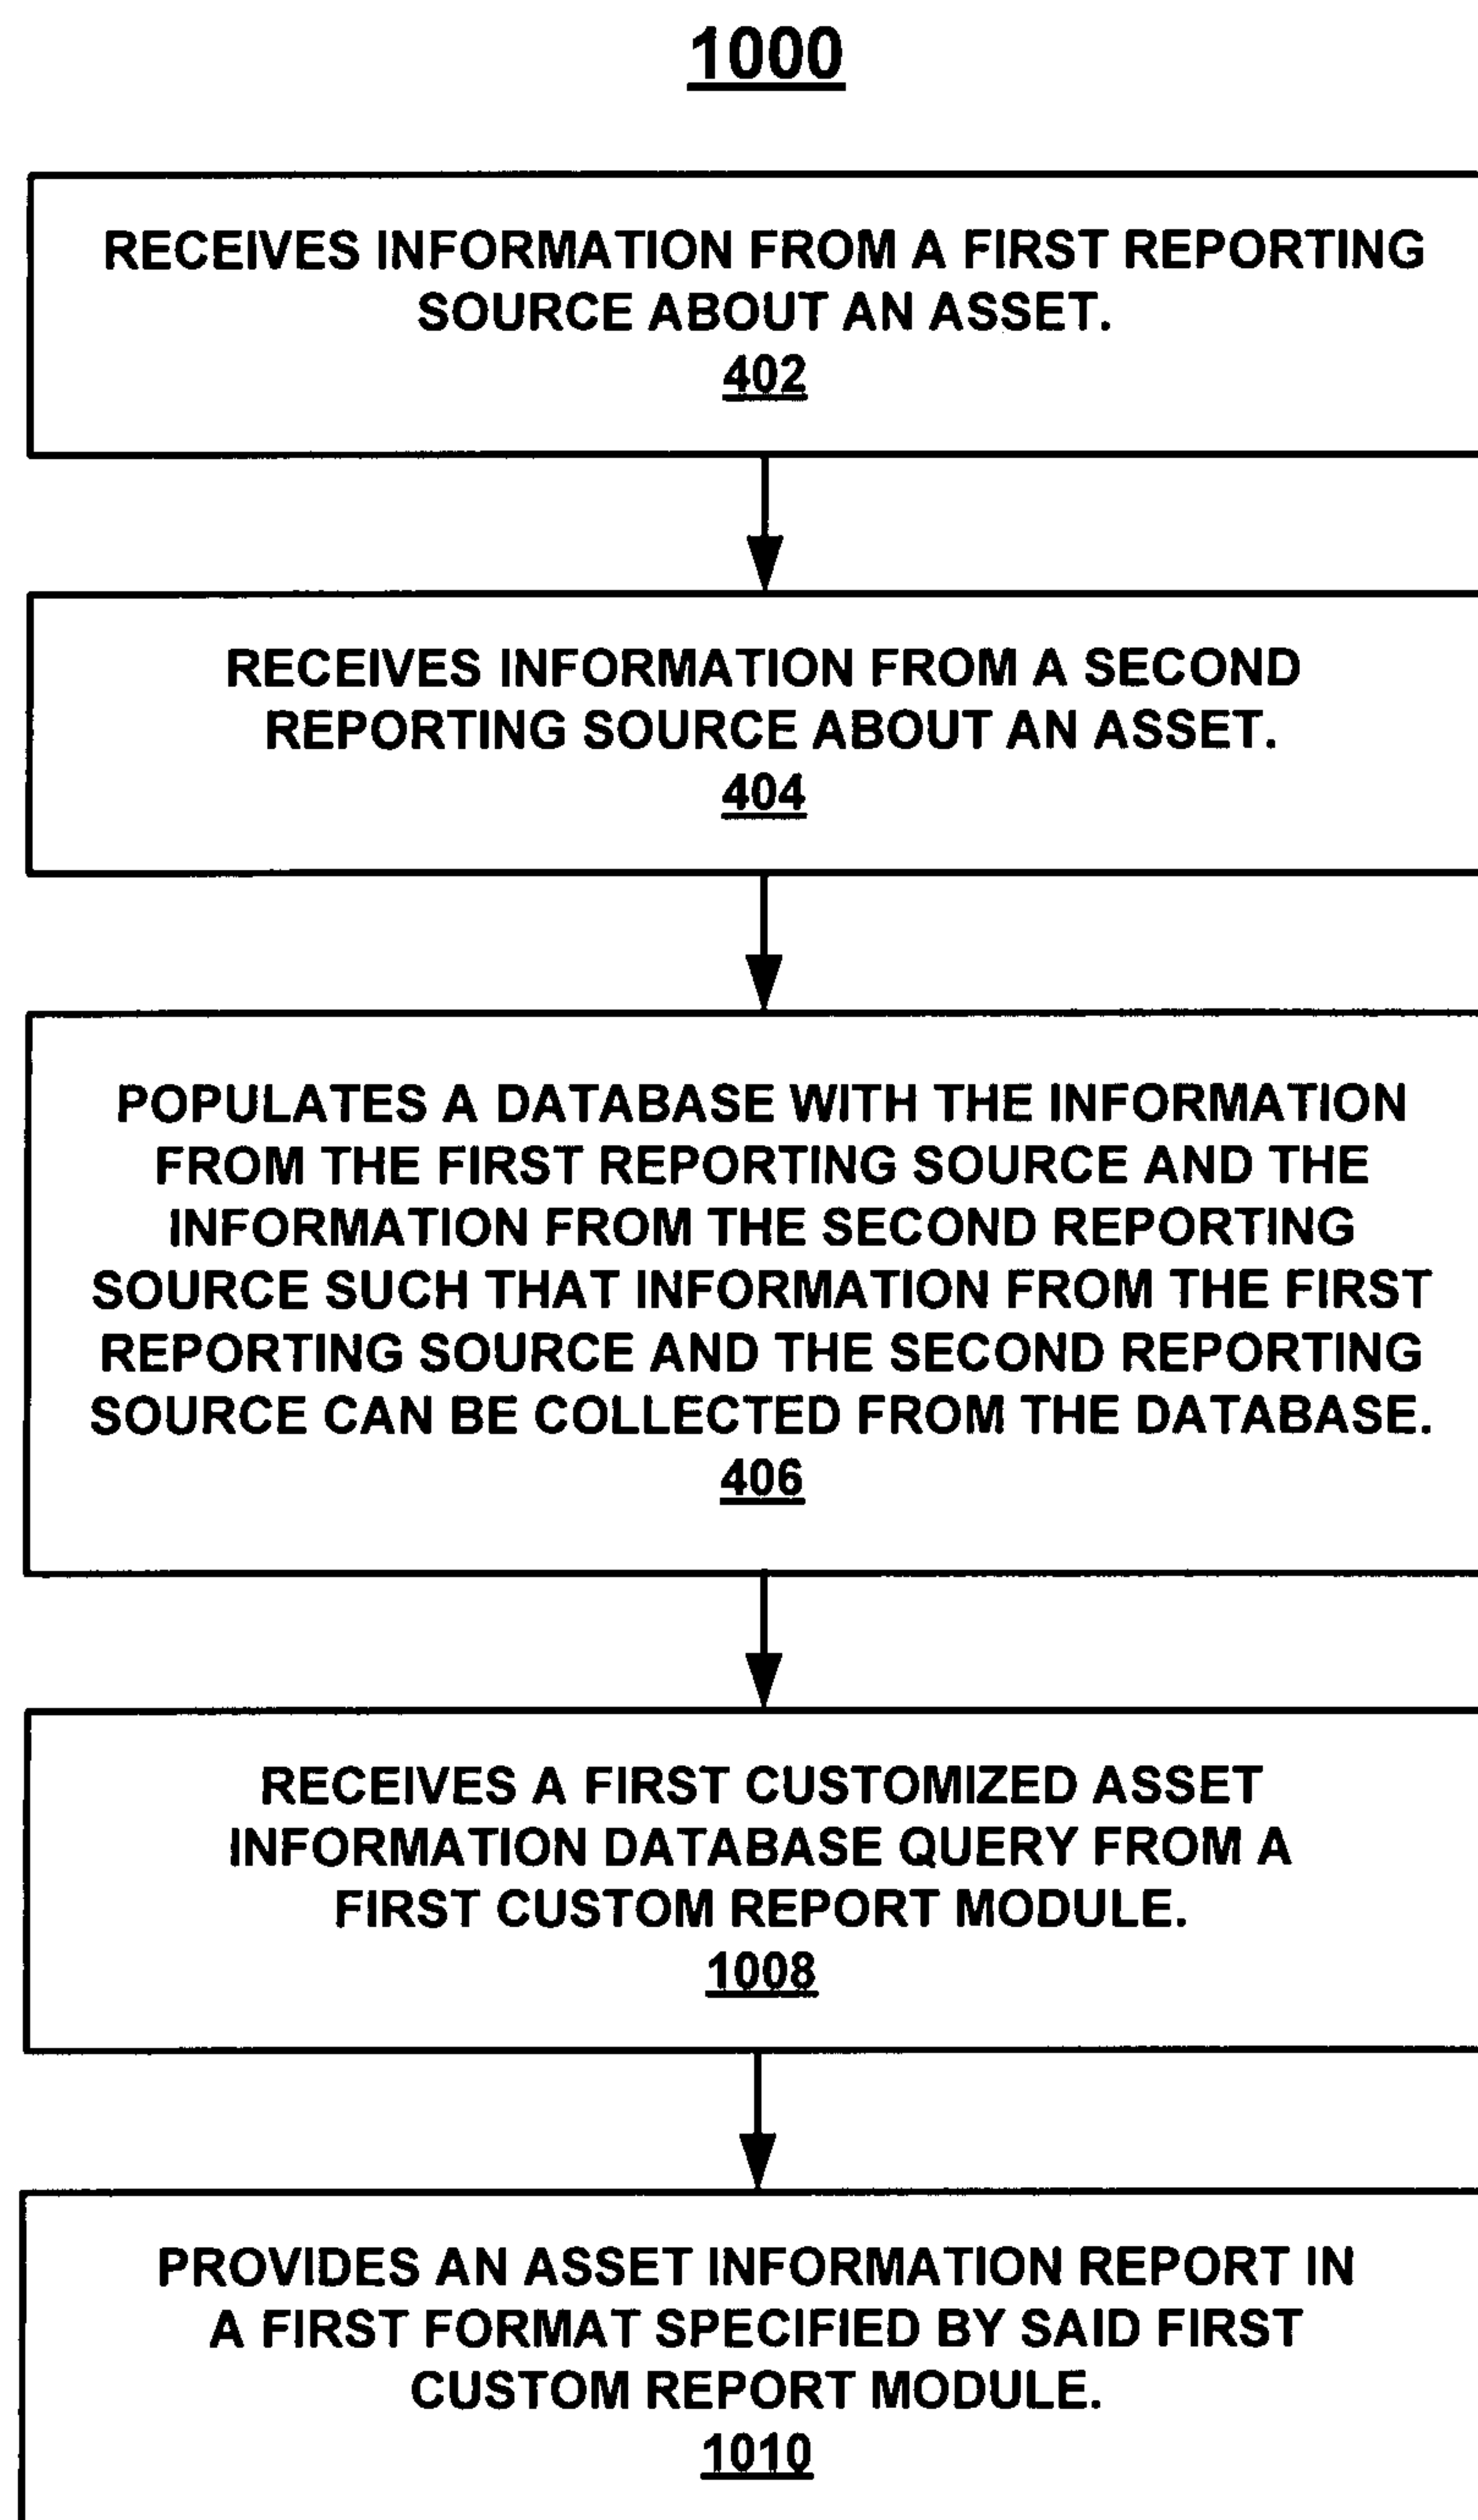 1000
RECEIVES INFORMATION FROM A FIRST REPORTING
SOURCE ABOUT AN ASSET.
402
RECEIVES INFORMATION FROM A SECOND
REPORTING SOURCE ABOUT AN ASSET.
404
POPULATES A DATABASE WITH THE INFORMATION
FROM THE FIRST REPORTING SOURCE AND THE
INFORMATION FROM THE SECOND REPORTING
SOURCE SUCH THAT INFORMATION FROM THE FIRST
REPORTING SOURCE AND THE SECOND REPORTING
SOURCE CAN BE COLLECTED FROM THE DATABASE.
406
RECEIVES A FIRST CUSTOMIZED ASSET
INFORMATION DATABASE QUERY FROM A
FIRST CUSTOM REPORT MODULE.
1008
PROVIDES AN ASSET INFORMATION REPORT IN
A FIRST FORMAT SPECIFIED BY SAID FIRST
CUSTOM REPORT MODULE.
1010